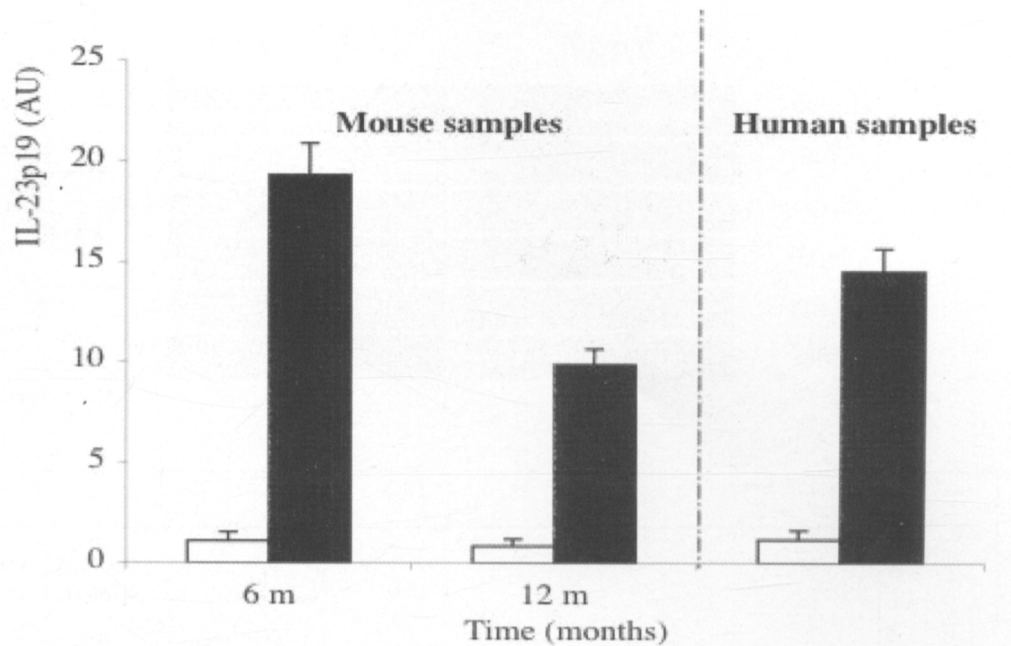 IL-23p19 (AU)
25
20
15
10
5
0
Mouse samples
Human samples
6 m
12 m
Time (months)